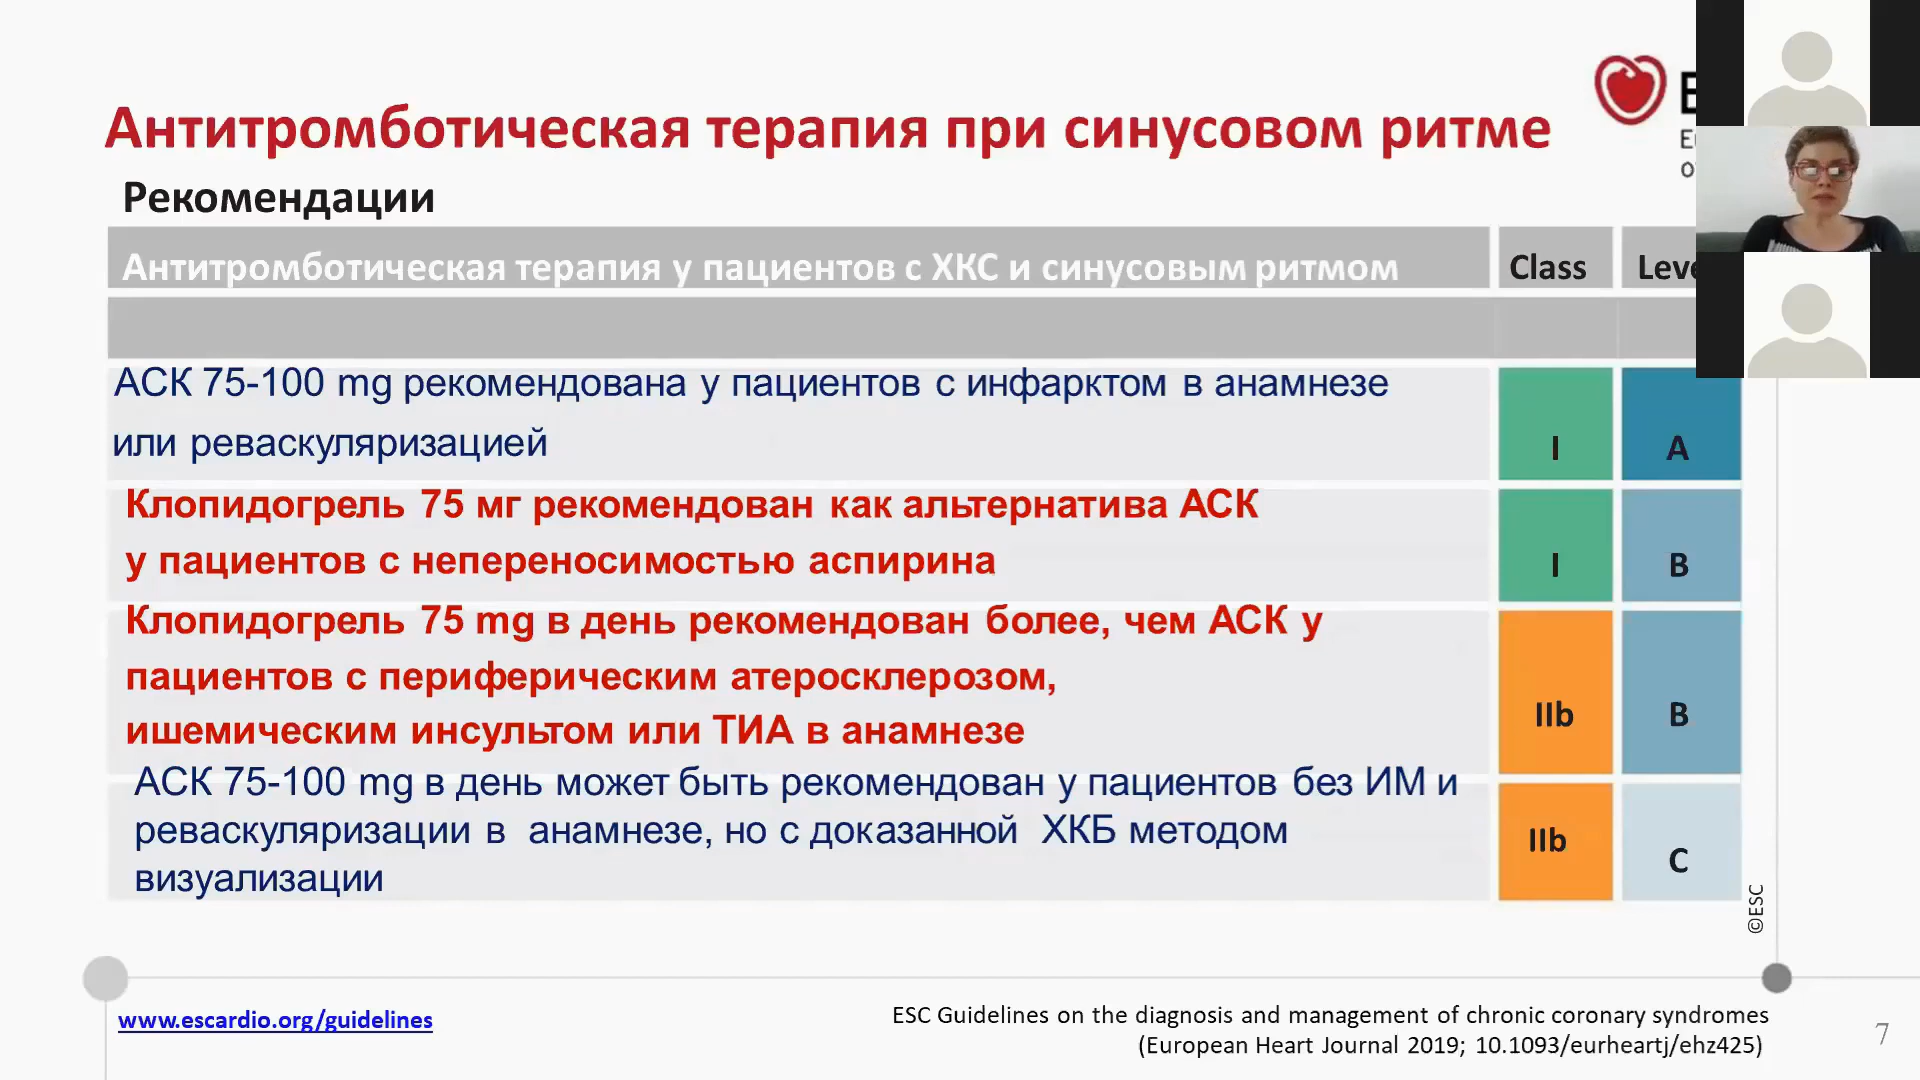 Антитромботическая терапия при синусовом ритме
Рекомендации
Антитромботическая терапия у пациентов с ХКС и синусовым ритмом Class
АСК 75-100 mg рекомендована у пациентов с инфарктом в анамнезе
или реваскуляризацией
I A
Клопидогрель 75 мг рекомендован как альтернатива АСК
у пациентов с непереносимостью аспирина
I B
Клопидогрель 75 mg в день рекомендован более, чем АСК у
пациентов с периферическим атеросклерозом,
ишемическим инсультом или ТИА в анамнезе
IIb B
АСК 75-100 mg в день может быть рекомендован у пациентов без ИМ и
реваскуляризации в анамнезе, но с доказанной ХКБ методом
визуализации
IIb C
©ESC
www.escardio.org/guidelines
ESC Guidelines on the diagnosis and management of chronic coronary syndromes
(European Heart Journal 2019; 10.1093/eurheartj/ehz425)
7